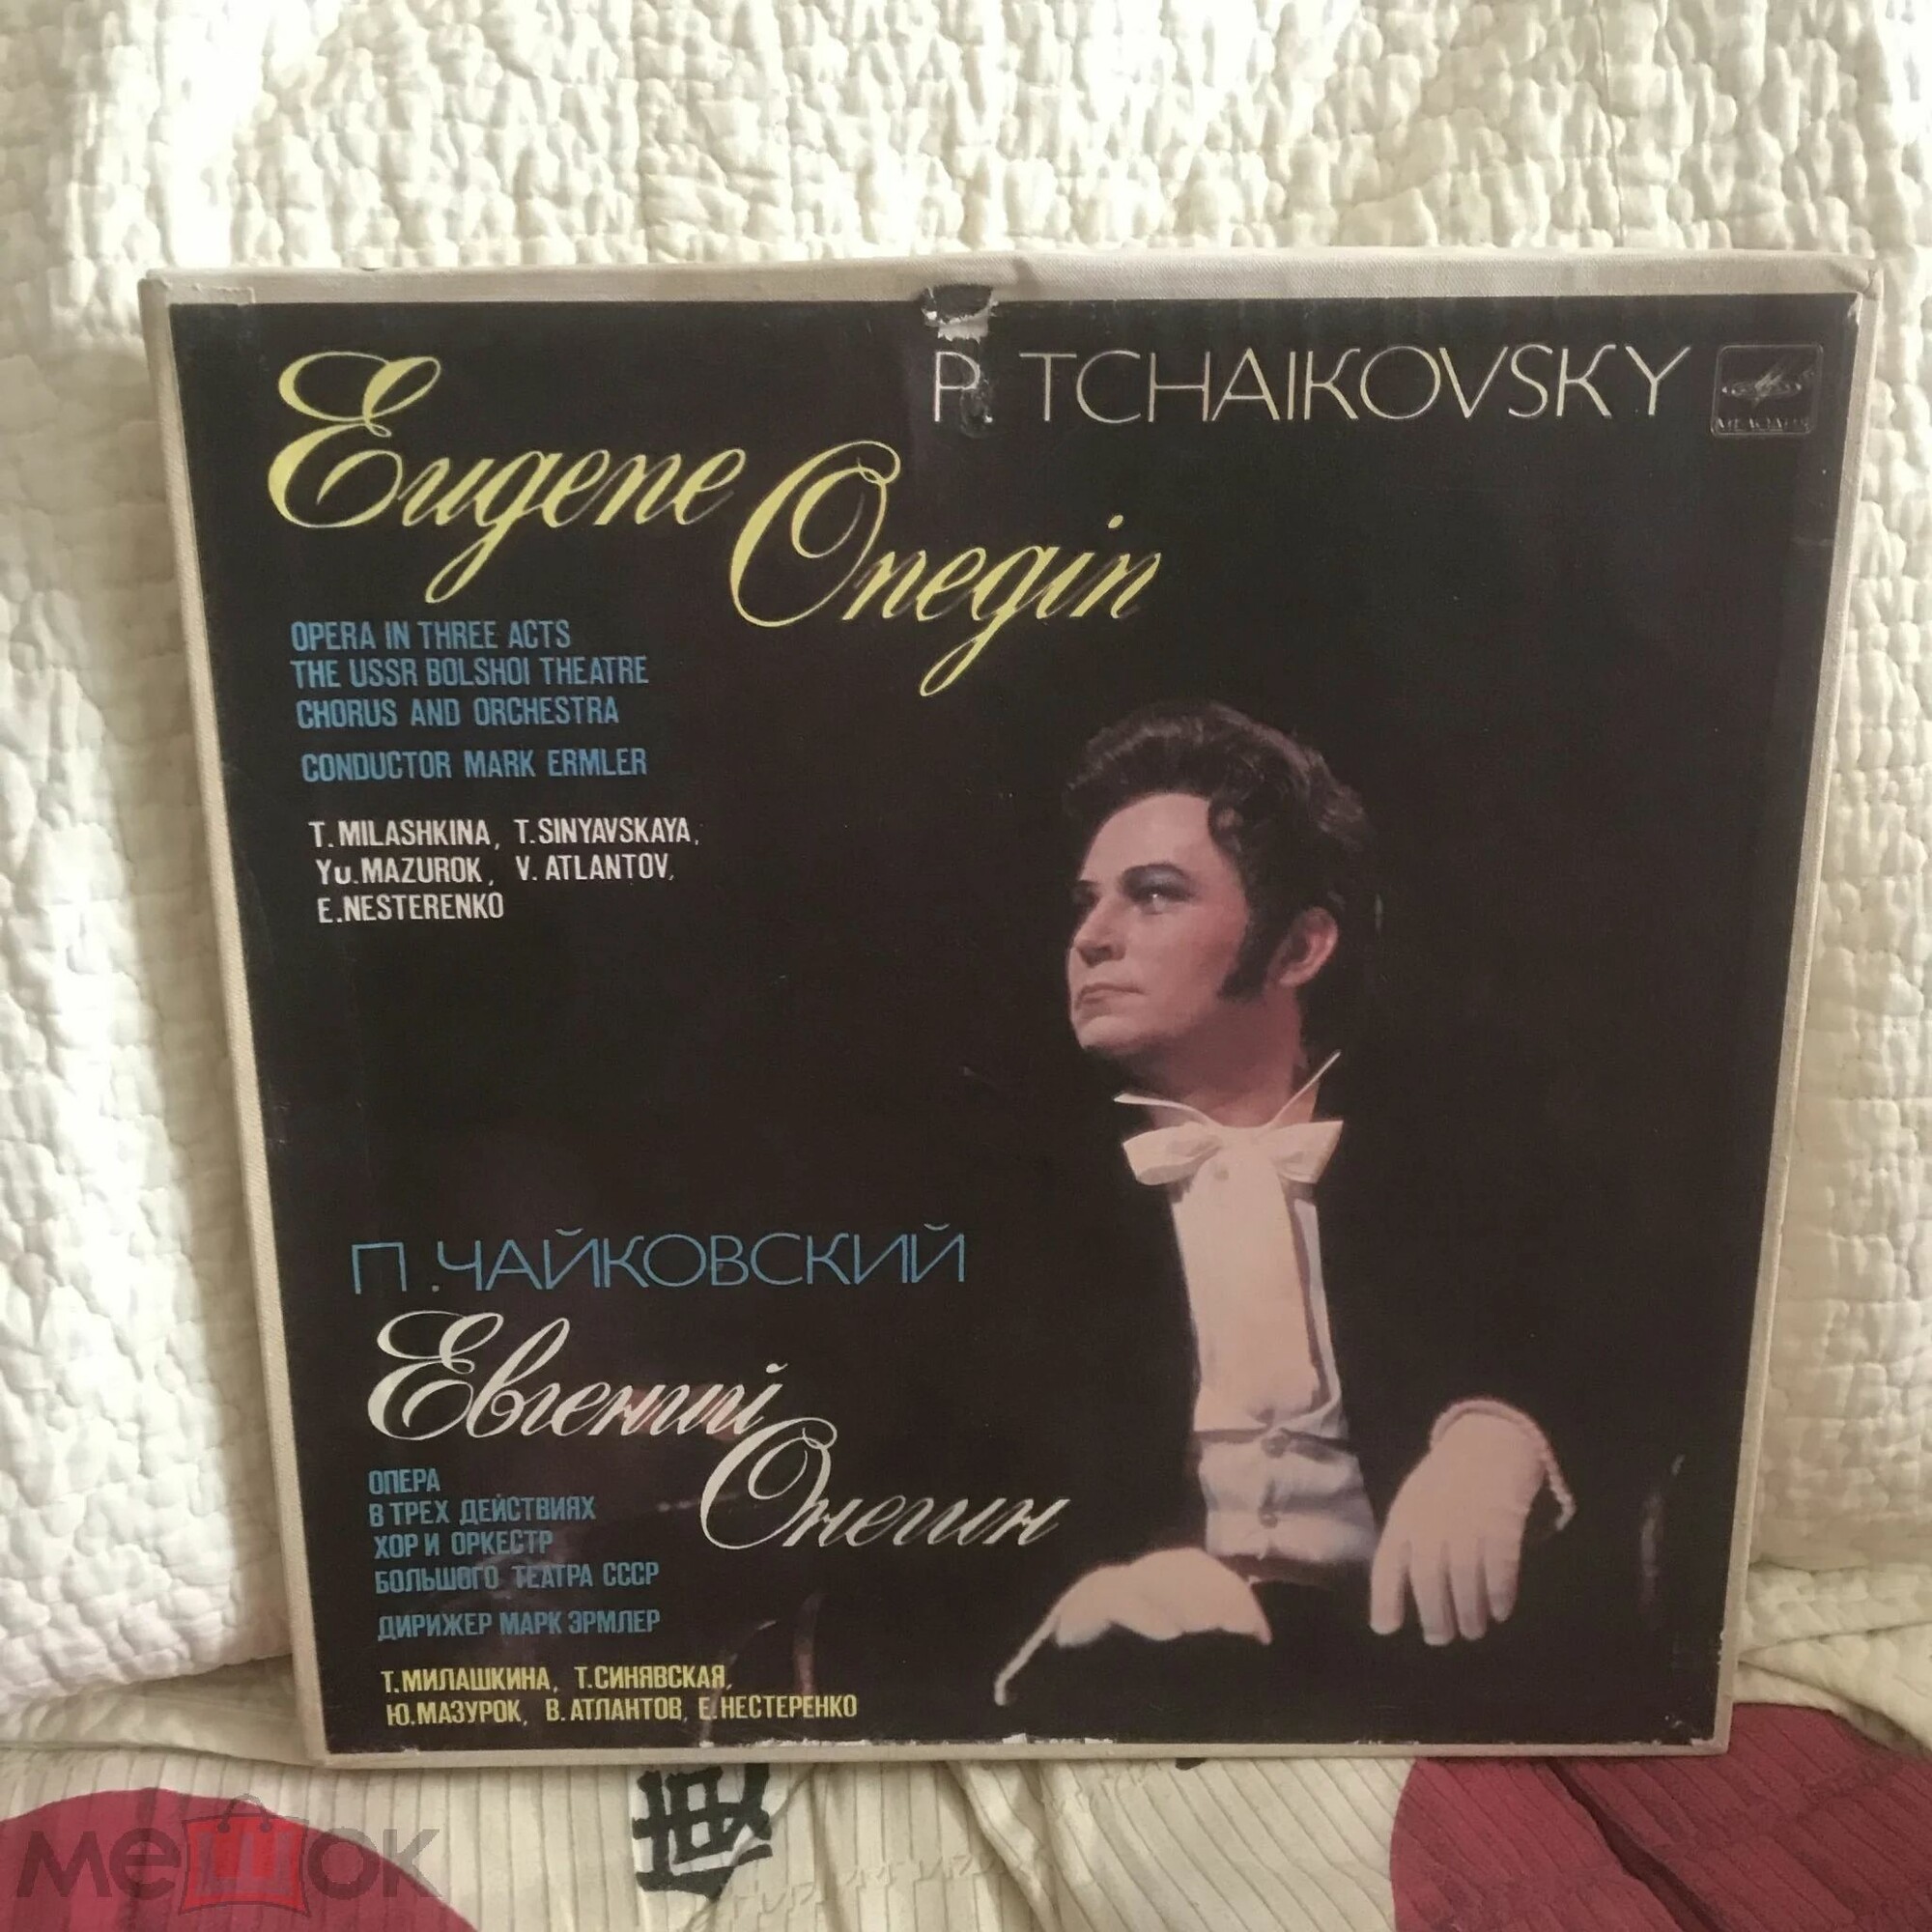 P. TCHAIKOVSKY
МЕЛОДИЯ
Eugene
Onegin
OPERA IN THREE ACTS
THE USSR BOLSHOI THEATRE
CHORUS AND ORCHESTRA
CONDUCTOR MARK ERMLER
T.MILASHKINA, T.SINYAVSKAYA,
Yu.MAZUROK, V.ATLANTOV,
E.NESTERENKO
П.ЧАЙКОВСКИЙ
Евгений
Онегин
ОПЕРА
В ТРЕХ ДЕЙСТВИЯХ
ХОР И ОРКЕСТР
БОЛЬШОГО ТЕАТРА СССР
ДИРИЖЕР МАРК ЭРМЛЕР
Т.МИЛАШКИНА, Т.СИНЯВСКАЯ,
Ю.МАЗУРОК, В.АТЛАНТОВ, Е.НЕСТЕРЕНКО
мешок